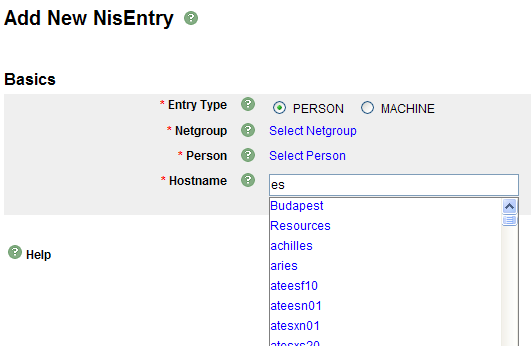 Add New NisEntry ?
Basics
* Entry Type ? PERSON MACHINE
* Netgroup ? Select Netgroup
* Person ? Select Person
* Hostname ? es
Budapest
Resources
achilles
aries
ateesf10
ateesn01
atesxn01
? Help